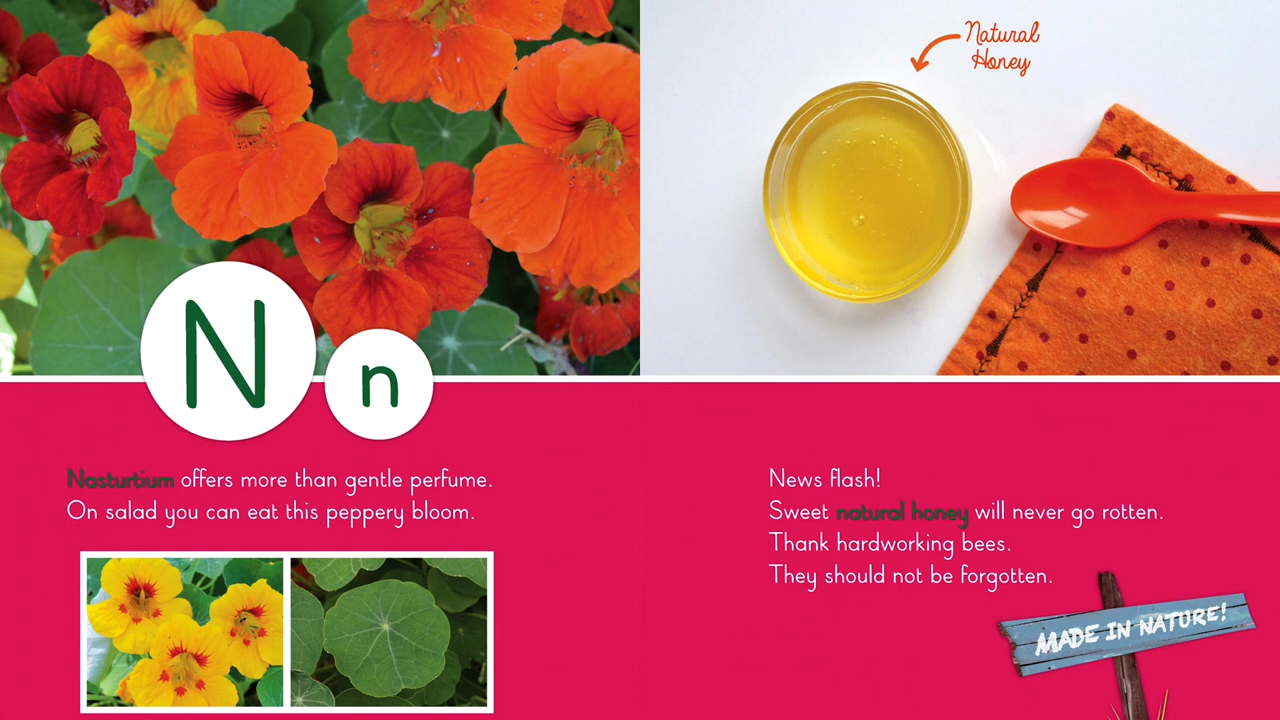 Natural
Honey
N n
Nasturtium offers more than gentle perfume.
On salad you can eat this peppery bloom.
News flash!
Sweet natural honey will never go rotten.
Thank hardworking bees.
They should not be forgotten.
MADE IN NATURE!